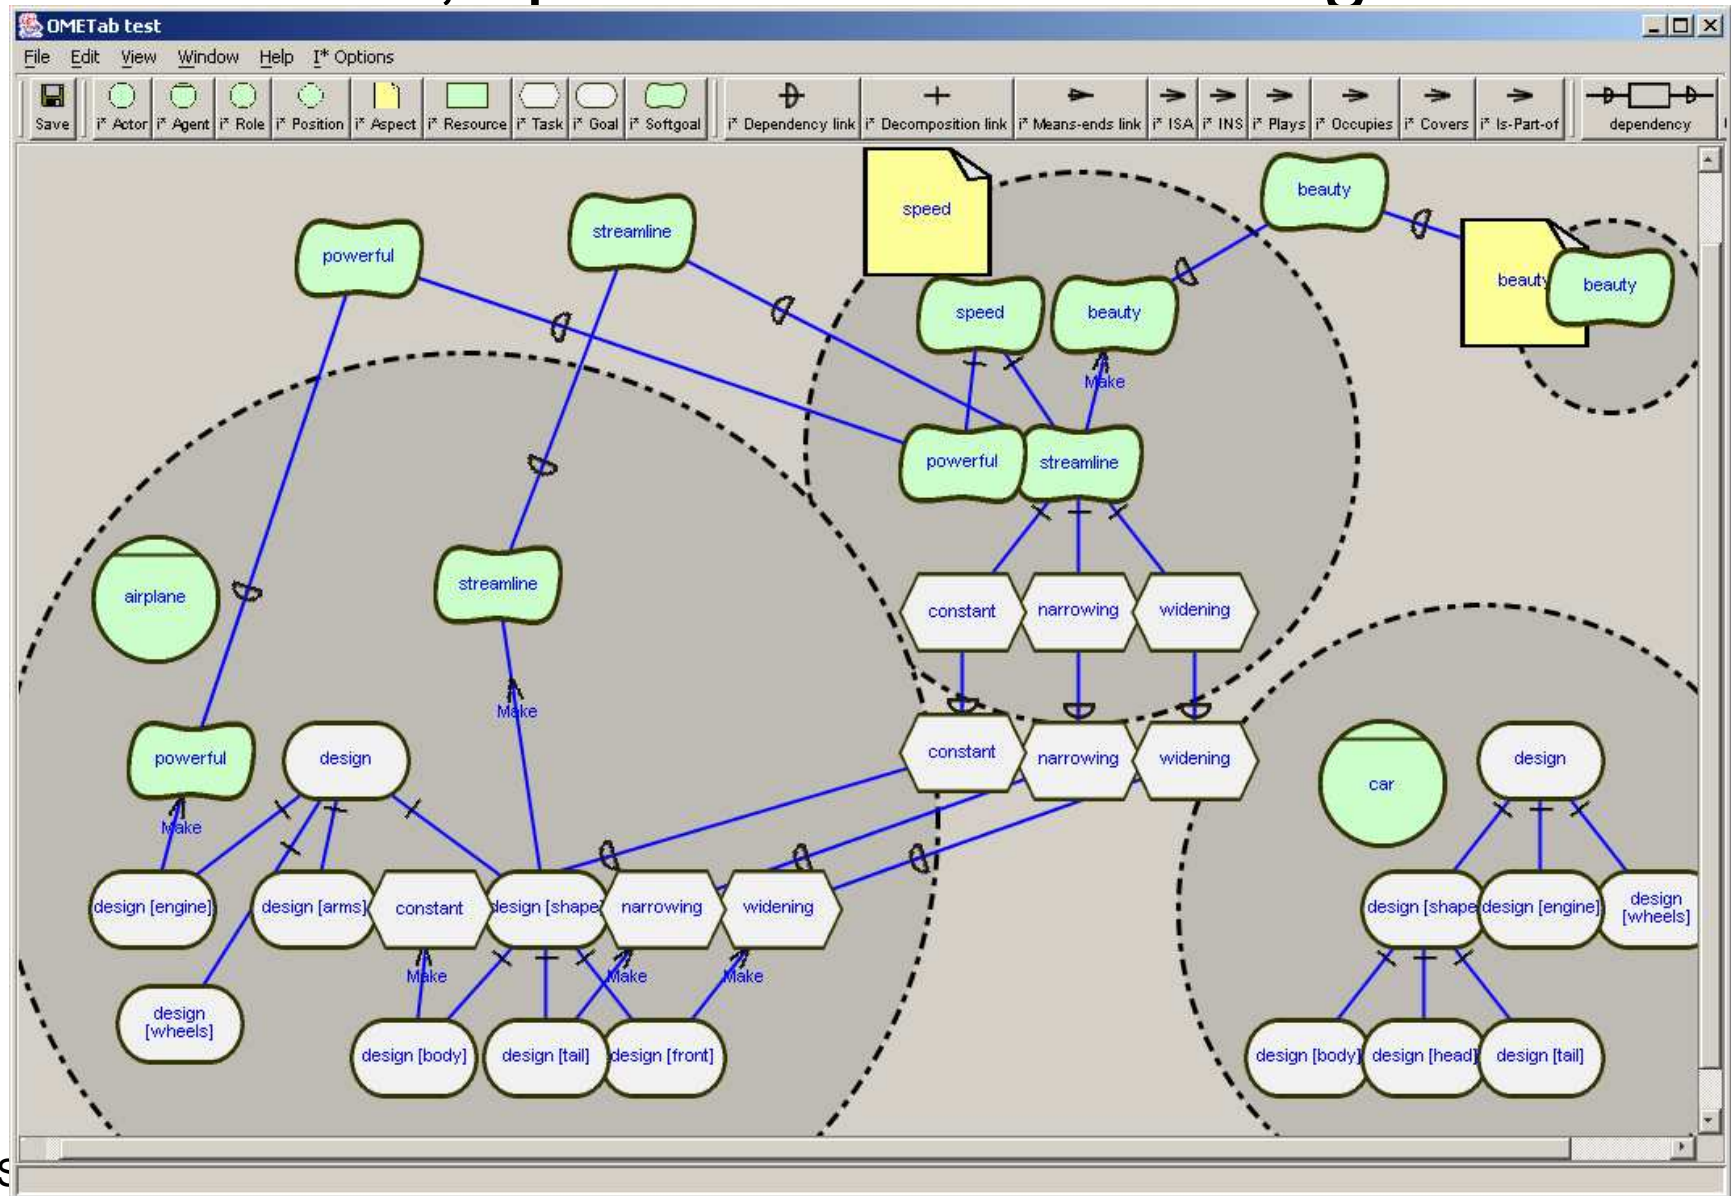 OMETab test
File Edit View Window Help I* Options
Save i* Actor i* Agent i* Role i* Position i* Aspect i* Resource i* Task i* Goal i* Softgoal i* Dependency link i* Decomposition link i* Means-ends link i* ISA i* INS i* Plays i* Occupies i* Covers i* Is-Part-of dependency
speed
beauty
streamline
powerful
beauty
beauty
speed
beauty
Make
powerful
streamline
streamline
airplane
constant
narrowing
widening
Make
powerful
design
constant
narrowing
widening
car
design
Make
design [engine]
design [arms]
constant
design [shape
narrowing
widening
design [shape
design [engine]
design
[wheels]
Make
Make
Make
design
[wheels]
design [body]
design [tail]
design [front]
design [body]
design [head]
design [tail]